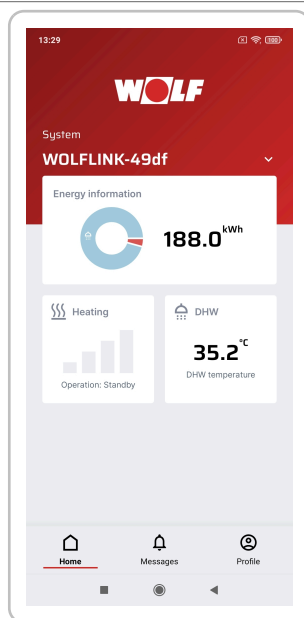 13:29
100
WOLF
System
WOLFLINK-49df
Energy information
188.0 kWh
Heating
Operation: Standby
DHW
35.2 °C
DHW temperature
Home
Messages
Profile